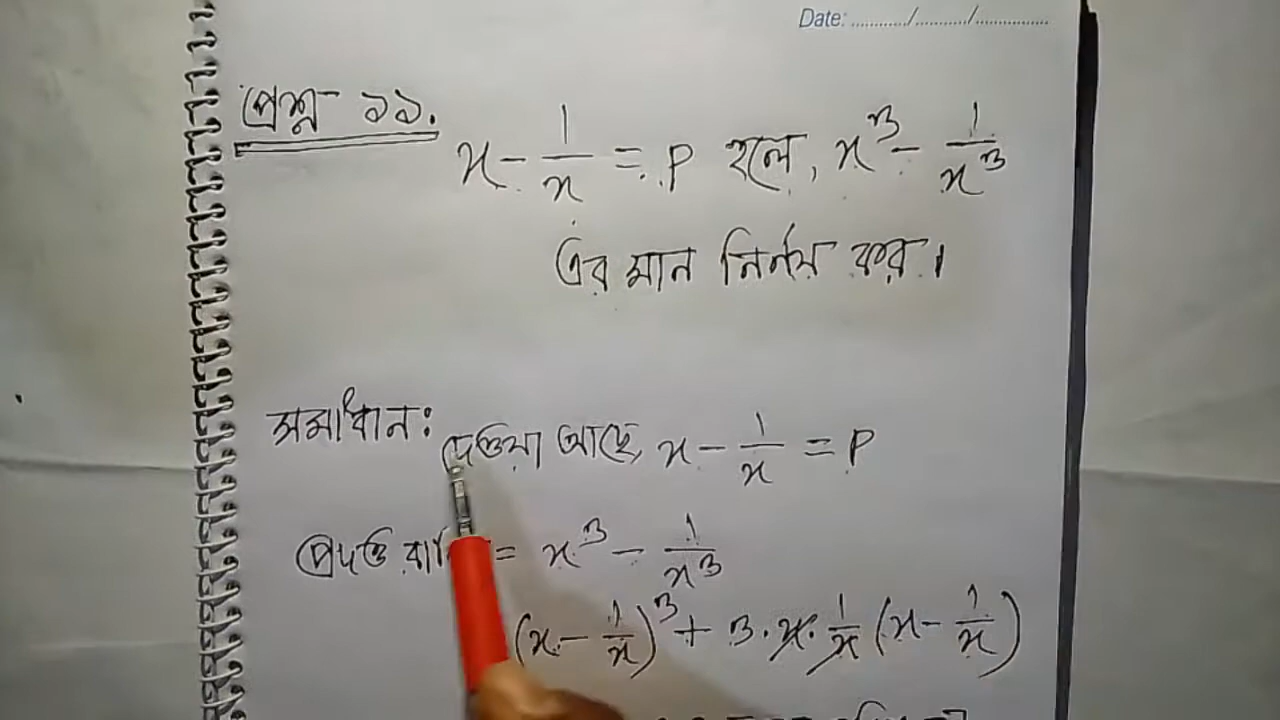 Date: .........../.........../...............
প্রশ্ন- ১১.
x - 1/x = P হলে, x³ - 1/x³
এর মান নির্নয় কর।
সমাধান: দেওয়া আছে, x - 1/x = P
প্রদত্ত = x³ - 1/x³
(x - 1/x)³ + 3·x·1/x (x - 1/x)